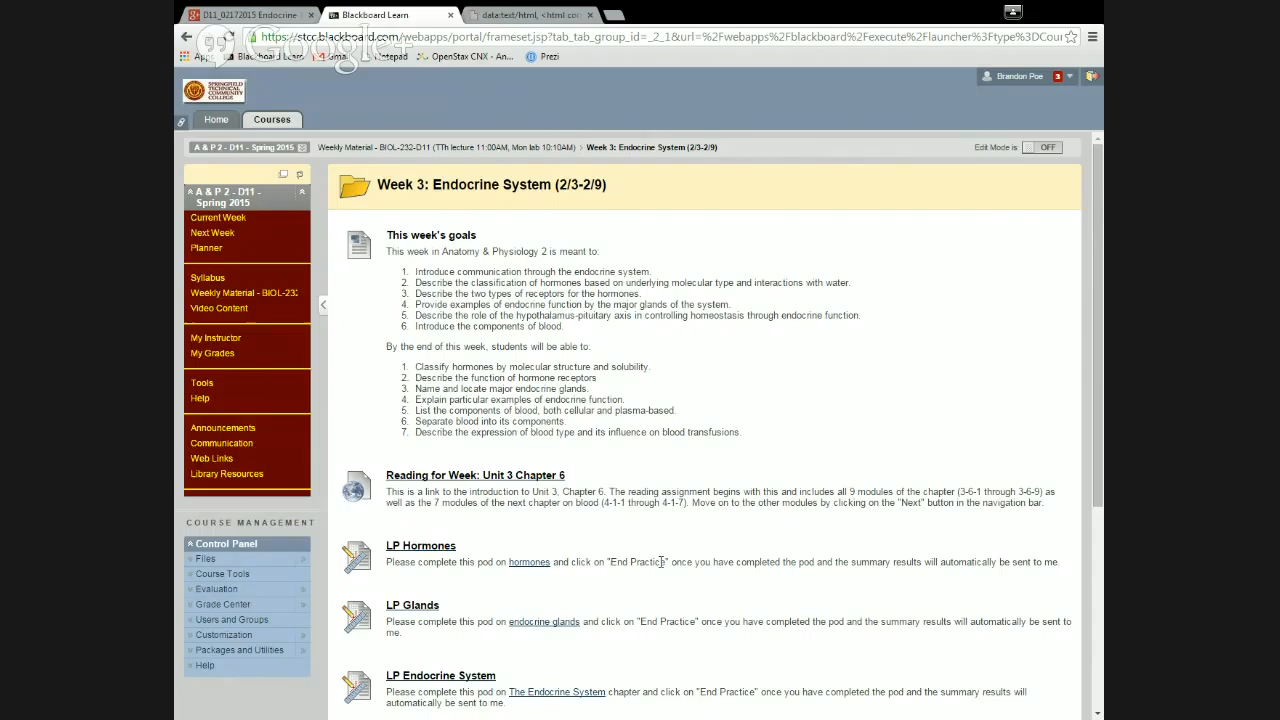 D11_02172015 Endocrine
Blackboard Learn
data:text/html, <html con
https://stcc.blackboard.com/webapps/portal/frameset.jsp?tab_tab_group_id=_2_1&url=%2Fwebapps%2Fblackboard%2Fexecute%2Flauncher%3Ftype%3DCour
Google+
Apps Blackboard Learn Gmail Notepad OpenStax CNX - An... Prezi
SPRINGFIELD TECHNICAL COMMUNITY COLLEGE
Brandon Poe 3
Home Courses
A & P 2 - D11 - Spring 2015 Weekly Material - BIOL-232-D11 (TTh lecture 11:00AM, Mon lab 10:10AM) > Week 3: Endocrine System (2/3-2/9) Edit Mode is: OFF
A & P 2 - D11 -
Spring 2015
Current Week
Next Week
Planner
Syllabus
Weekly Material - BIOL-232
Video Content
My Instructor
My Grades
Tools
Help
Announcements
Communication
Web Links
Library Resources
COURSE MANAGEMENT
Control Panel
Files
Course Tools
Evaluation
Grade Center
Users and Groups
Customization
Packages and Utilities
Help
Week 3: Endocrine System (2/3-2/9)
This week's goals
This week in Anatomy & Physiology 2 is meant to:
1. Introduce communication through the endocrine system.
2. Describe the classification of hormones based on underlying molecular type and interactions with water.
3. Describe the two types of receptors for the hormones.
4. Provide examples of endocrine function by the major glands of the system.
5. Describe the role of the hypothalamus-pituitary axis in controlling homeostasis through endocrine function.
6. Introduce the components of blood.
By the end of this week, students will be able to:
1. Classify hormones by molecular structure and solubility.
2. Describe the function of hormone receptors
3. Name and locate major endocrine glands.
4. Explain particular examples of endocrine function.
5. List the components of blood, both cellular and plasma-based.
6. Separate blood into its components.
7. Describe the expression of blood type and its influence on blood transfusions.
Reading for Week: Unit 3 Chapter 6
This is a link to the introduction to Unit 3, Chapter 6. The reading assignment begins with this and includes all 9 modules of the chapter (3-6-1 through 3-6-9) as
well as the 7 modules of the next chapter on blood (4-1-1 through 4-1-7). Move on to the other modules by clicking on the "Next" button in the navigation bar.
LP Hormones
Please complete this pod on hormones and click on "End Practice" once you have completed the pod and the summary results will automatically be sent to me.
LP Glands
Please complete this pod on endocrine glands and click on "End Practice" once you have completed the pod and the summary results will automatically be sent to
me.
LP Endocrine System
Please complete this pod on The Endocrine System chapter and click on "End Practice" once you have completed the pod and the summary results will
automatically be sent to me.